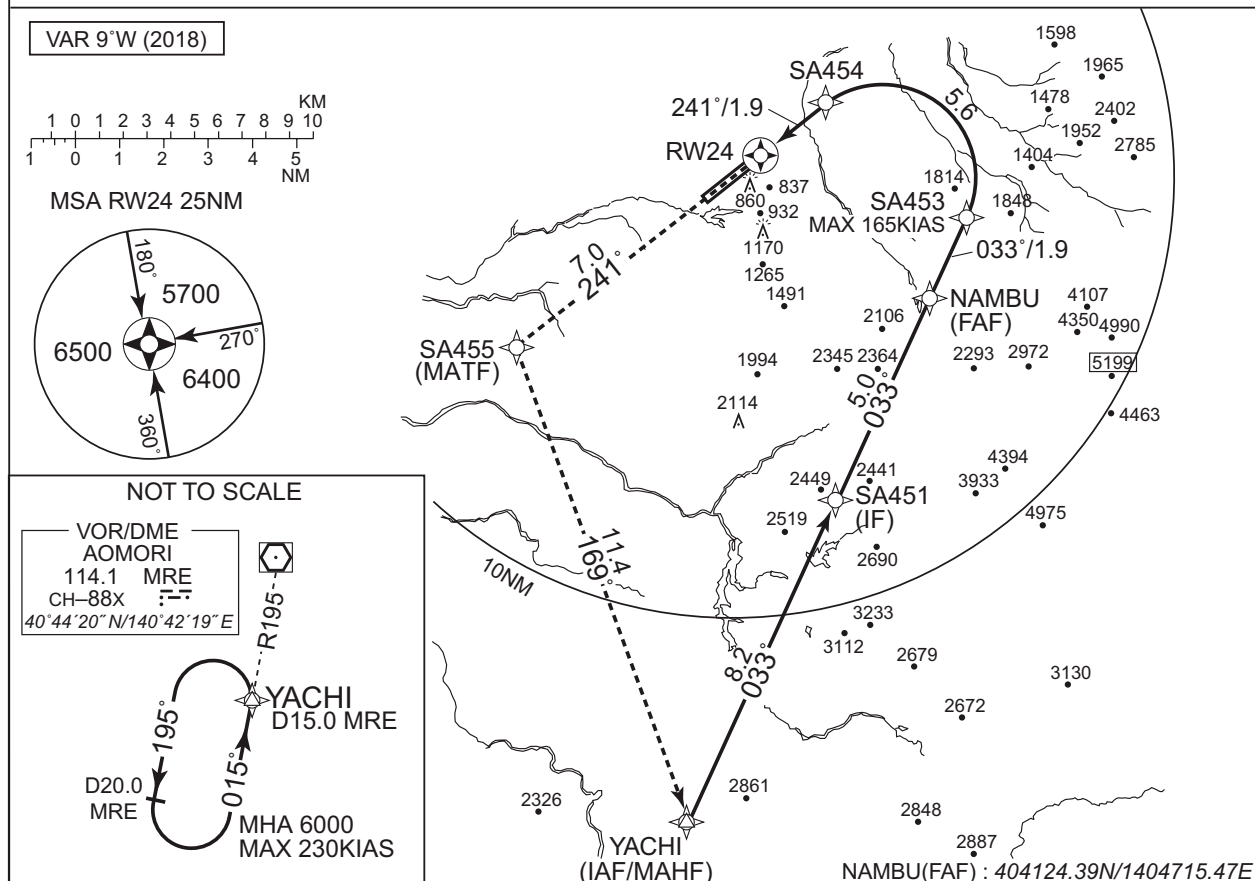 VAR 9°W (2018)
KM
1 0 1 2 3 4 5 6 7 8 9 10
1 0 1 2 3 4 5
NM
MSA RW24 25NM
180°
5700
270°
6500
6400
360°
NOT TO SCALE
VOR/DME
AOMORI
114.1 MRE
CH–88X
40°44´20˝N/140°42´19˝E
R195
YACHI
D15.0 MRE
195°
015°
D20.0
MRE
MHA 6000
MAX 230KIAS
1598
1965
SA454
1478
2402
5.6
241°/1.9
1952
2785
RW24
1404
837
1814
860
932
SA453
1848
MAX 165KIAS
1170
033°/1.9
7.0
241°
1265
1491
NAMBU
(FAF)
4107
2106
4350
4990
SA455
(MATF)
1994
2345
2364
2293
2972
5199
5.0
033°
2114
4463
4394
2449
2441
3933
SA451
(IF)
2519
4975
2690
11.4
169°
10NM
3233
3112
8.2
033°
2679
3130
2672
2861
2326
2848
YACHI
(IAF/MAHF)
2887
NAMBU(FAF) : 404124.39N/1404715.47E